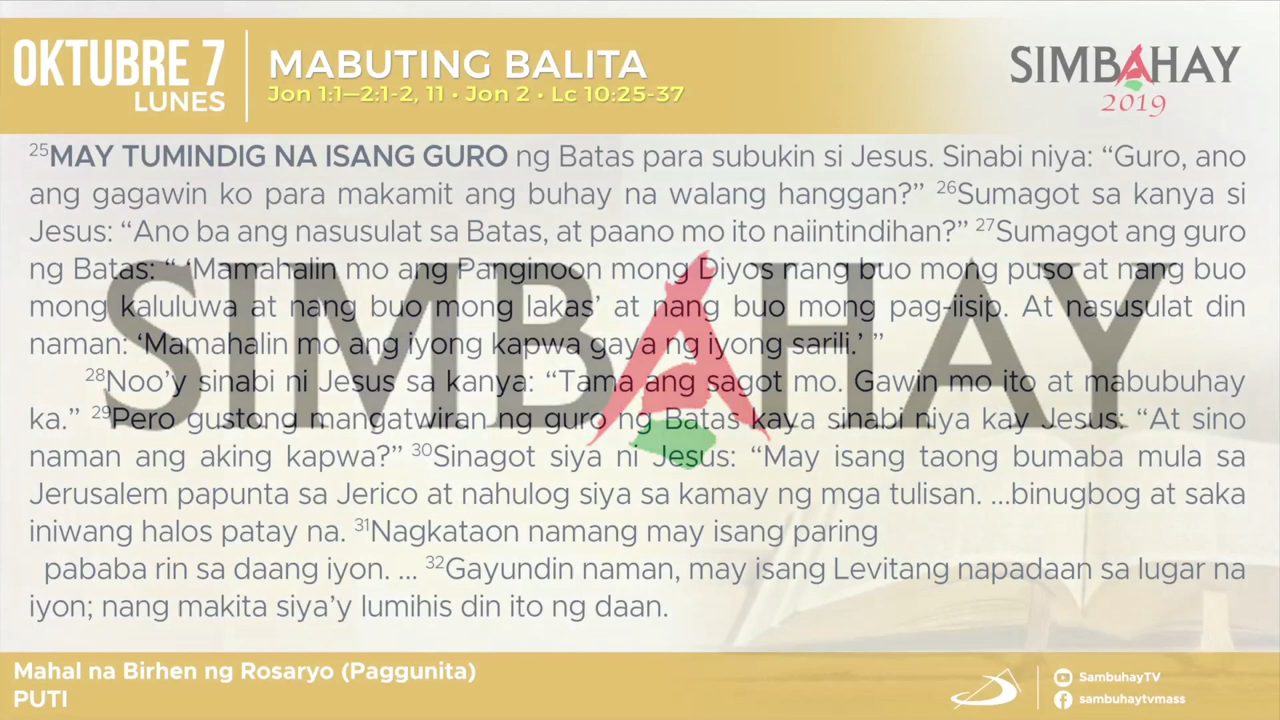 OKTUBRE 7
LUNES
MABUTING BALITA
Jon 1:1—2:1-2, 11 • Jon 2 • Lc 10:25-37
SIMBAHAY
2019
25MAY TUMINDIG NA ISANG GURO ng Batas para subukin si Jesus. Sinabi niya: “Guro, ano
ang gagawin ko para makamit ang buhay na walang hanggan?” 26Sumagot sa kanya si
Jesus: “Ano ba ang nasusulat sa Batas, at paano mo ito naiintindihan?” 27Sumagot ang guro
ng Batas: “ ‘Mamahalin mo ang Panginoon mong Diyos nang buo mong puso at nang buo
mong kaluluwa at nang buo mong lakas’ at nang buo mong pag-iisip. At nasusulat din
naman: ‘Mamahalin mo ang iyong kapwa gaya ng iyong sarili.’ ”
28Noo’y sinabi ni Jesus sa kanya: “Tama ang sagot mo. Gawin mo ito at mabubuhay
ka.” 29Pero gustong mangatwiran ng guro ng Batas kaya sinabi niya kay Jesus: “At sino
naman ang aking kapwa?” 30Sinagot siya ni Jesus: “May isang taong bumaba mula sa
Jerusalem papunta sa Jerico at nahulog siya sa kamay ng mga tulisan. ...binugbog at saka
iniwang halos patay na. 31Nagkataon namang may isang paring
pababa rin sa daang iyon. ... 32Gayundin naman, may isang Levitang napadaan sa lugar na
iyon; nang makita siya’y lumihis din ito ng daan.
SIMBAHAY
Mahal na Birhen ng Rosaryo (Paggunita)
PUTI
SambuhayTV
sambuhaytvmass